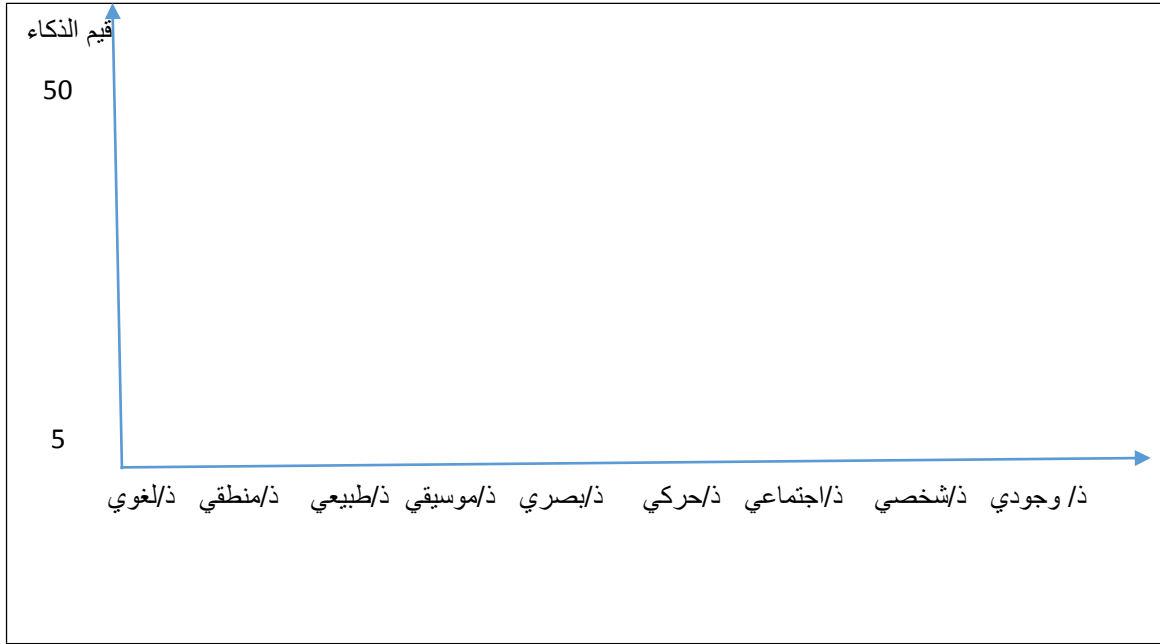 قيم الذكاء
50
5
ذ/لغوي ذ/منطقي ذ/طبيعي ذ/موسيقي ذ/بصري ذ/حركي ذ/اجتماعي ذ/شخصي ذ/ وجودي